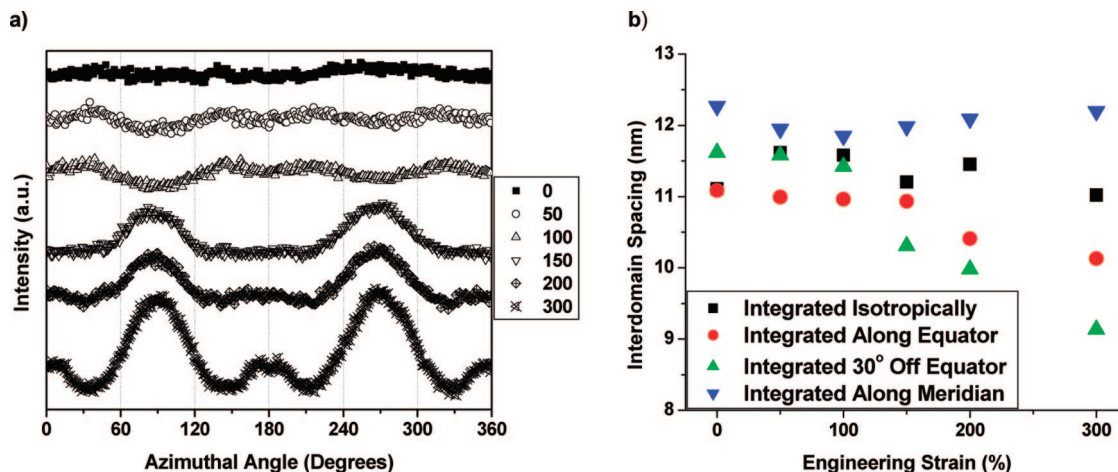 a)
Intensity (a.u.)
0
50
100
150
200
300
0 60 120 180 240 300 360
Azimuthal Angle (Degrees)
b)
Interdomain Spacing (nm)
13
12
11
10
9
8
Integrated Isotropically
Integrated Along Equator
Integrated 30° Off Equator
Integrated Along Meridian
0 100 200 300
Engineering Strain (%)